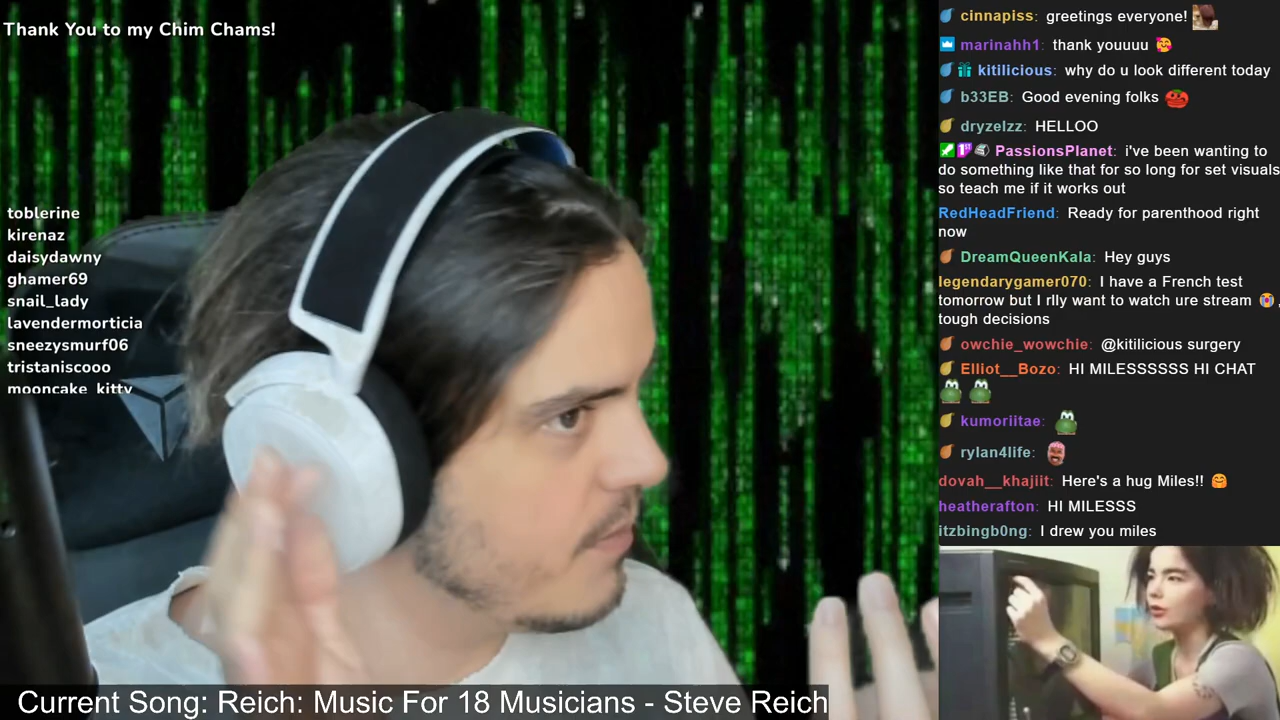 Thank You to my Chim Chams!
toblerine
kirenaz
daisydawny
ghamer69
snail_lady
lavendermorticia
sneezysmurf06
tristaniscooo
mooncake_kitty
cinnapiss: greetings everyone!
marinahh1: thank youuuu
kitilicious: why do u look different today
b33EB: Good evening folks
dryzelzz: HELLOO
PassionsPlanet: i've been wanting to
do something like that for so long for set visuals
so teach me if it works out
RedHeadFriend: Ready for parenthood right
now
DreamQueenKala: Hey guys
legendarygamer070: I have a French test
tomorrow but I rlly want to watch ure stream ,
tough decisions
owchie_wowchie: @kitilicious surgery
Elliot__Bozo: HI MILESSSSSS HI CHAT
kumoriitae:
rylan4life:
dovah__khajiit: Here's a hug Miles!!
heatherafton: HI MILESSS
itzbingb0ng: I drew you miles
Current Song: Reich: Music For 18 Musicians - Steve Reich